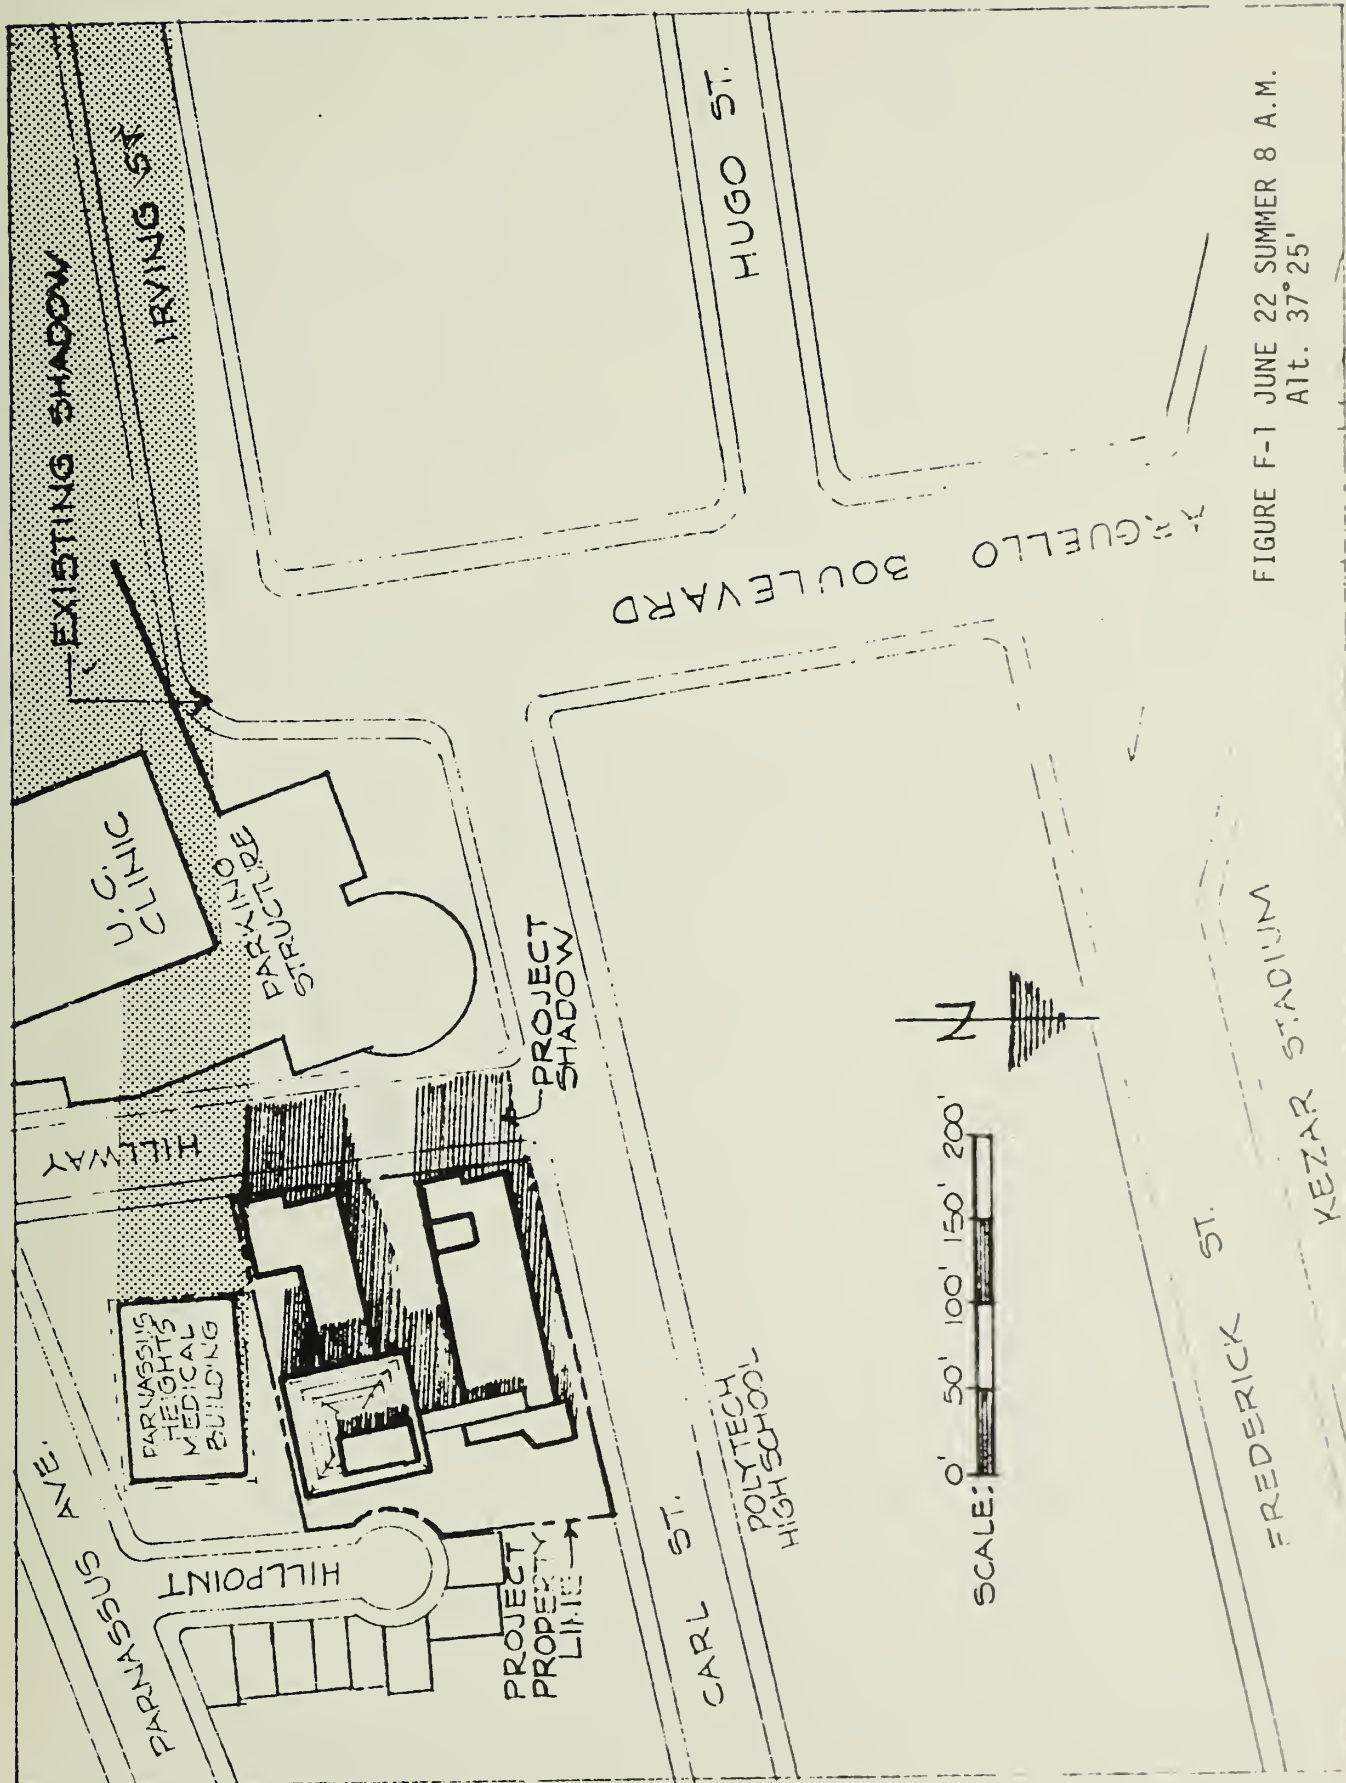 EXISTING SHADOW
IRVING ST
U.C.
CLINIC
PARKING
STRUCTURE
HUGO ST.
ARGUELLO BOULEVARD
PROJECT
SHADOW
HILLWAY
PARNASSUS
HEIGHTS
MEDICAL
BUILDING
PARNASSUS AVE.
HILLPOINT
PROJECT
PROPERTY
LINE
CARL ST.
POLYTECH
HIGH SCHOOL
N
SCALE: 0' 50' 100' 150' 200'
FREDERICK ST.
KEZAR STADIUM
FIGURE F-1 JUNE 22 SUMMER 8 A.M.
Alt. 37° 25'